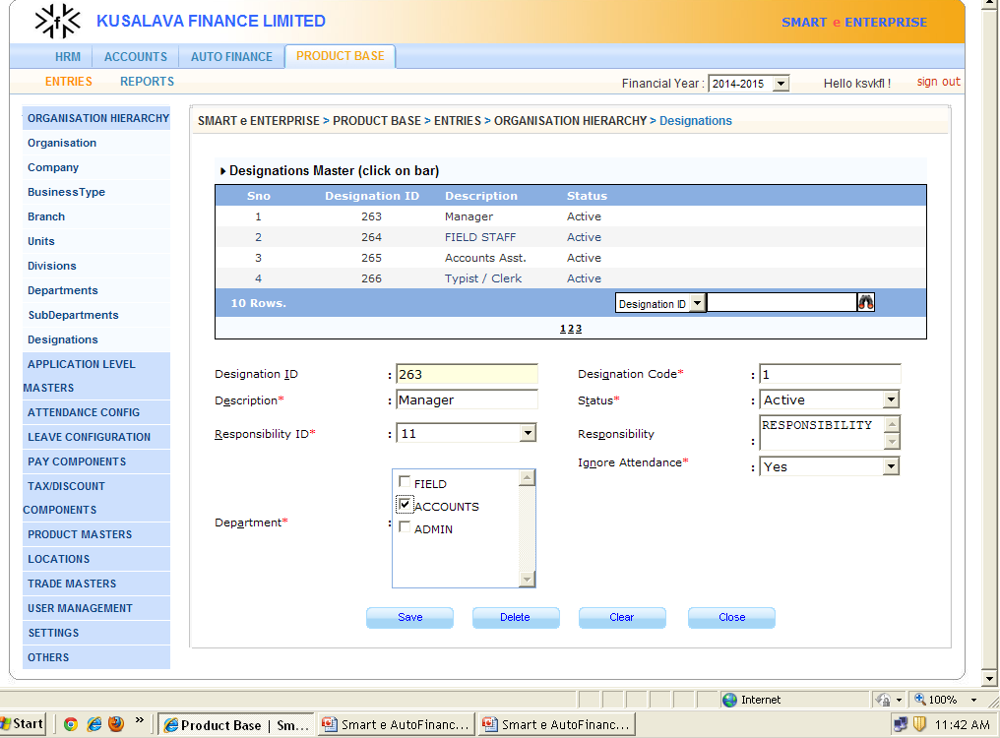 KUSALAVA FINANCE LIMITED
SMART e ENTERPRISE
HRM ACCOUNTS AUTO FINANCE PRODUCT BASE
ENTRIES REPORTS Financial Year : 2014-2015 Hello ksvkfl ! sign out
ORGANISATION HIERARCHY
Organisation
Company
BusinessType
Branch
Units
Divisions
Departments
SubDepartments
Designations
APPLICATION LEVEL
MASTERS
ATTENDANCE CONFIG
LEAVE CONFIGURATION
PAY COMPONENTS
TAX/DISCOUNT
COMPONENTS
PRODUCT MASTERS
LOCATIONS
TRADE MASTERS
USER MANAGEMENT
SETTINGS
OTHERS
SMART e ENTERPRISE > PRODUCT BASE > ENTRIES > ORGANISATION HIERARCHY > Designations
Designations Master (click on bar)
Sno Designation ID Description Status
1 263 Manager Active
2 264 FIELD STAFF Active
3 265 Accounts Asst. Active
4 266 Typist / Clerk Active
10 Rows. Designation ID
1 2 3
Designation ID : 263 Designation Code* : 1
Description* : Manager Status* : Active
Responsibility ID* : 11 Responsibility : RESPONSIBILITY
Ignore Attendance* : Yes
Department* :
FIELD
ACCOUNTS
ADMIN
Save Delete Clear Close
Internet 100%
Start » Product Base | Sm... Smart e AutoFinanc... Smart e AutoFinanc... 11:42 AM